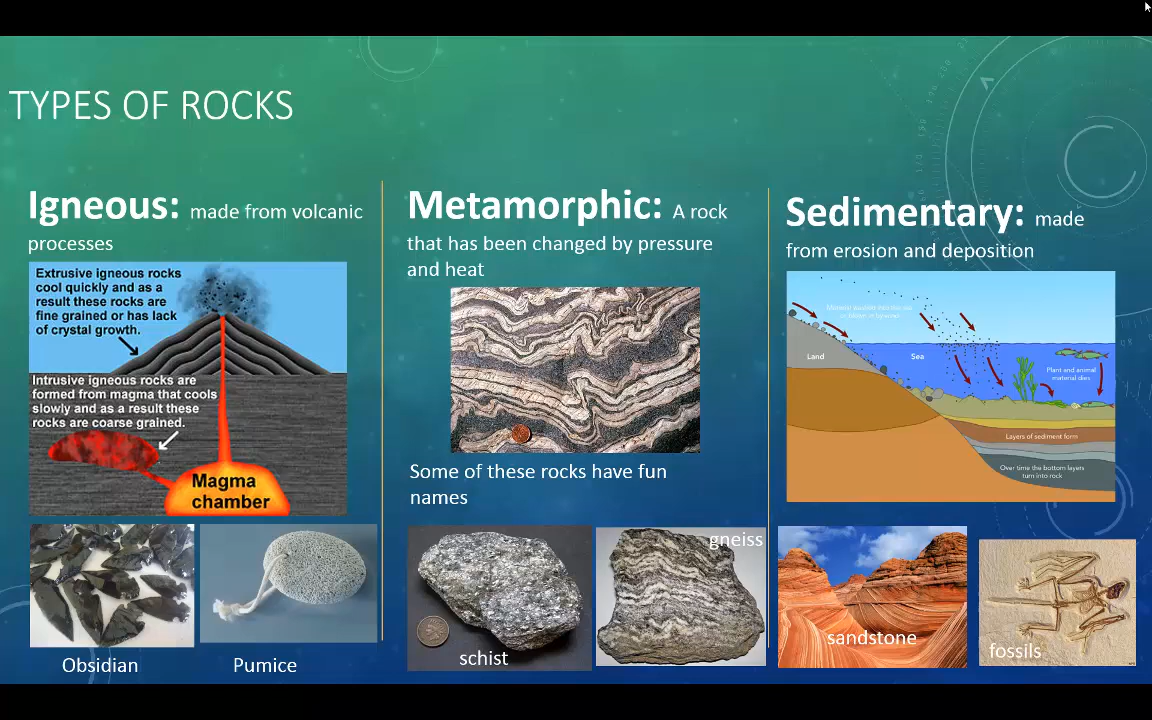 TYPES OF ROCKS
Igneous: made from volcanic
processes
Extrusive igneous rocks
cool quickly and as a
result these rocks are
fine grained or has lack
of crystal growth.
Intrusive igneous rocks are
formed from magma that cools
slowly and as a result these
rocks are coarse grained.
Magma
chamber
Obsidian
Pumice
Metamorphic: A rock
that has been changed by pressure
and heat
Some of these rocks have fun
names
schist
gneiss
Sedimentary: made
from erosion and deposition
Land
Sea
Plant and animal
material dies
Layers of sediment form
Over time the bottom layers
turn into rock
sandstone
fossils